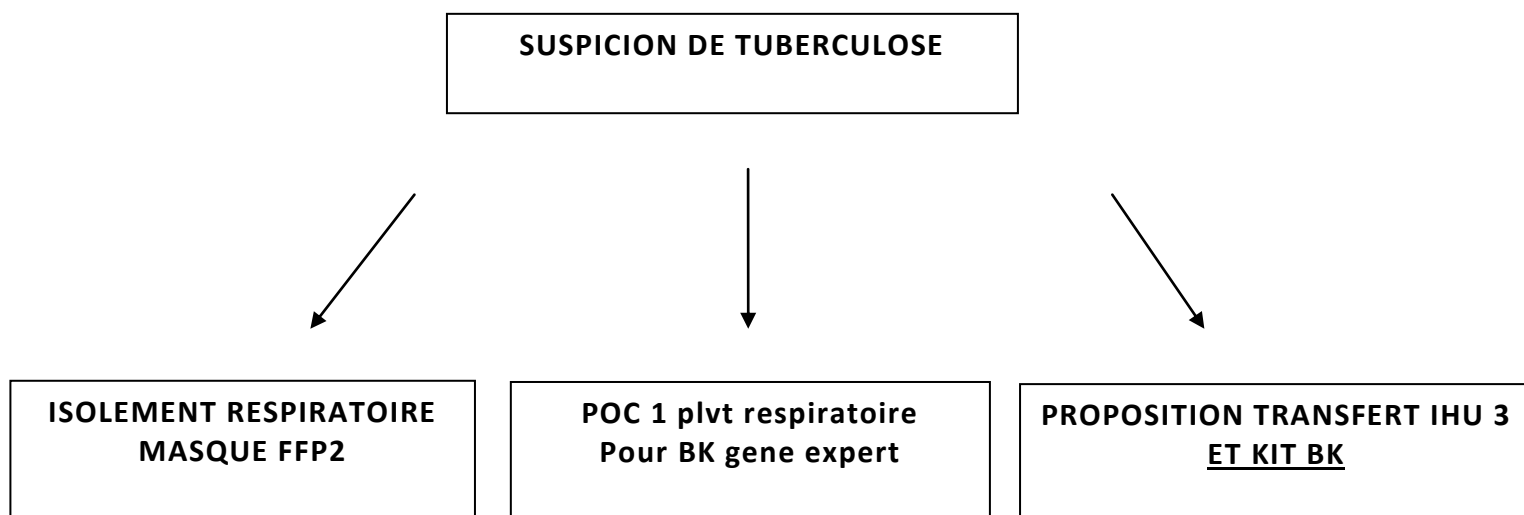 SUSPICION DE TUBERCULOSE
ISOLEMENT RESPIRATOIRE
MASQUE FFP2
POC 1 plvt respiratoire
Pour BK gene expert
PROPOSITION TRANSFERT IHU 3
ET KIT BK